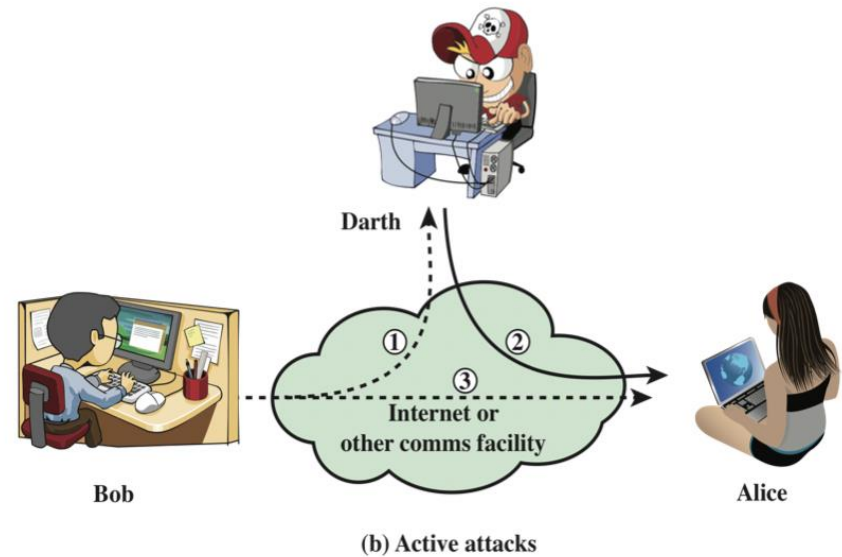 Darth
①
②
③
Internet or
other comms facility
Bob
Alice
(b) Active attacks